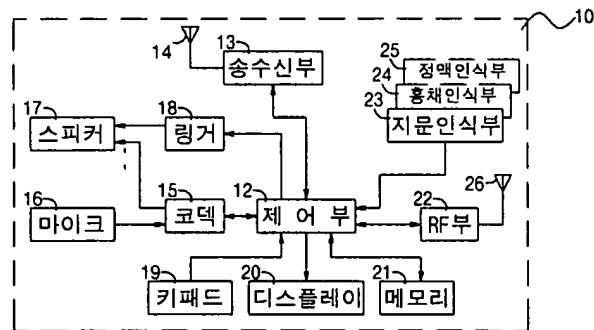 10
14
13
송수신부
25
정맥인식부
24
홍채인식부
23
지문인식부
17
스피커
18
링거
16
마이크
15
코덱
12
제어부
22
RF부
26
19
키패드
20
디스플레이
21
메모리